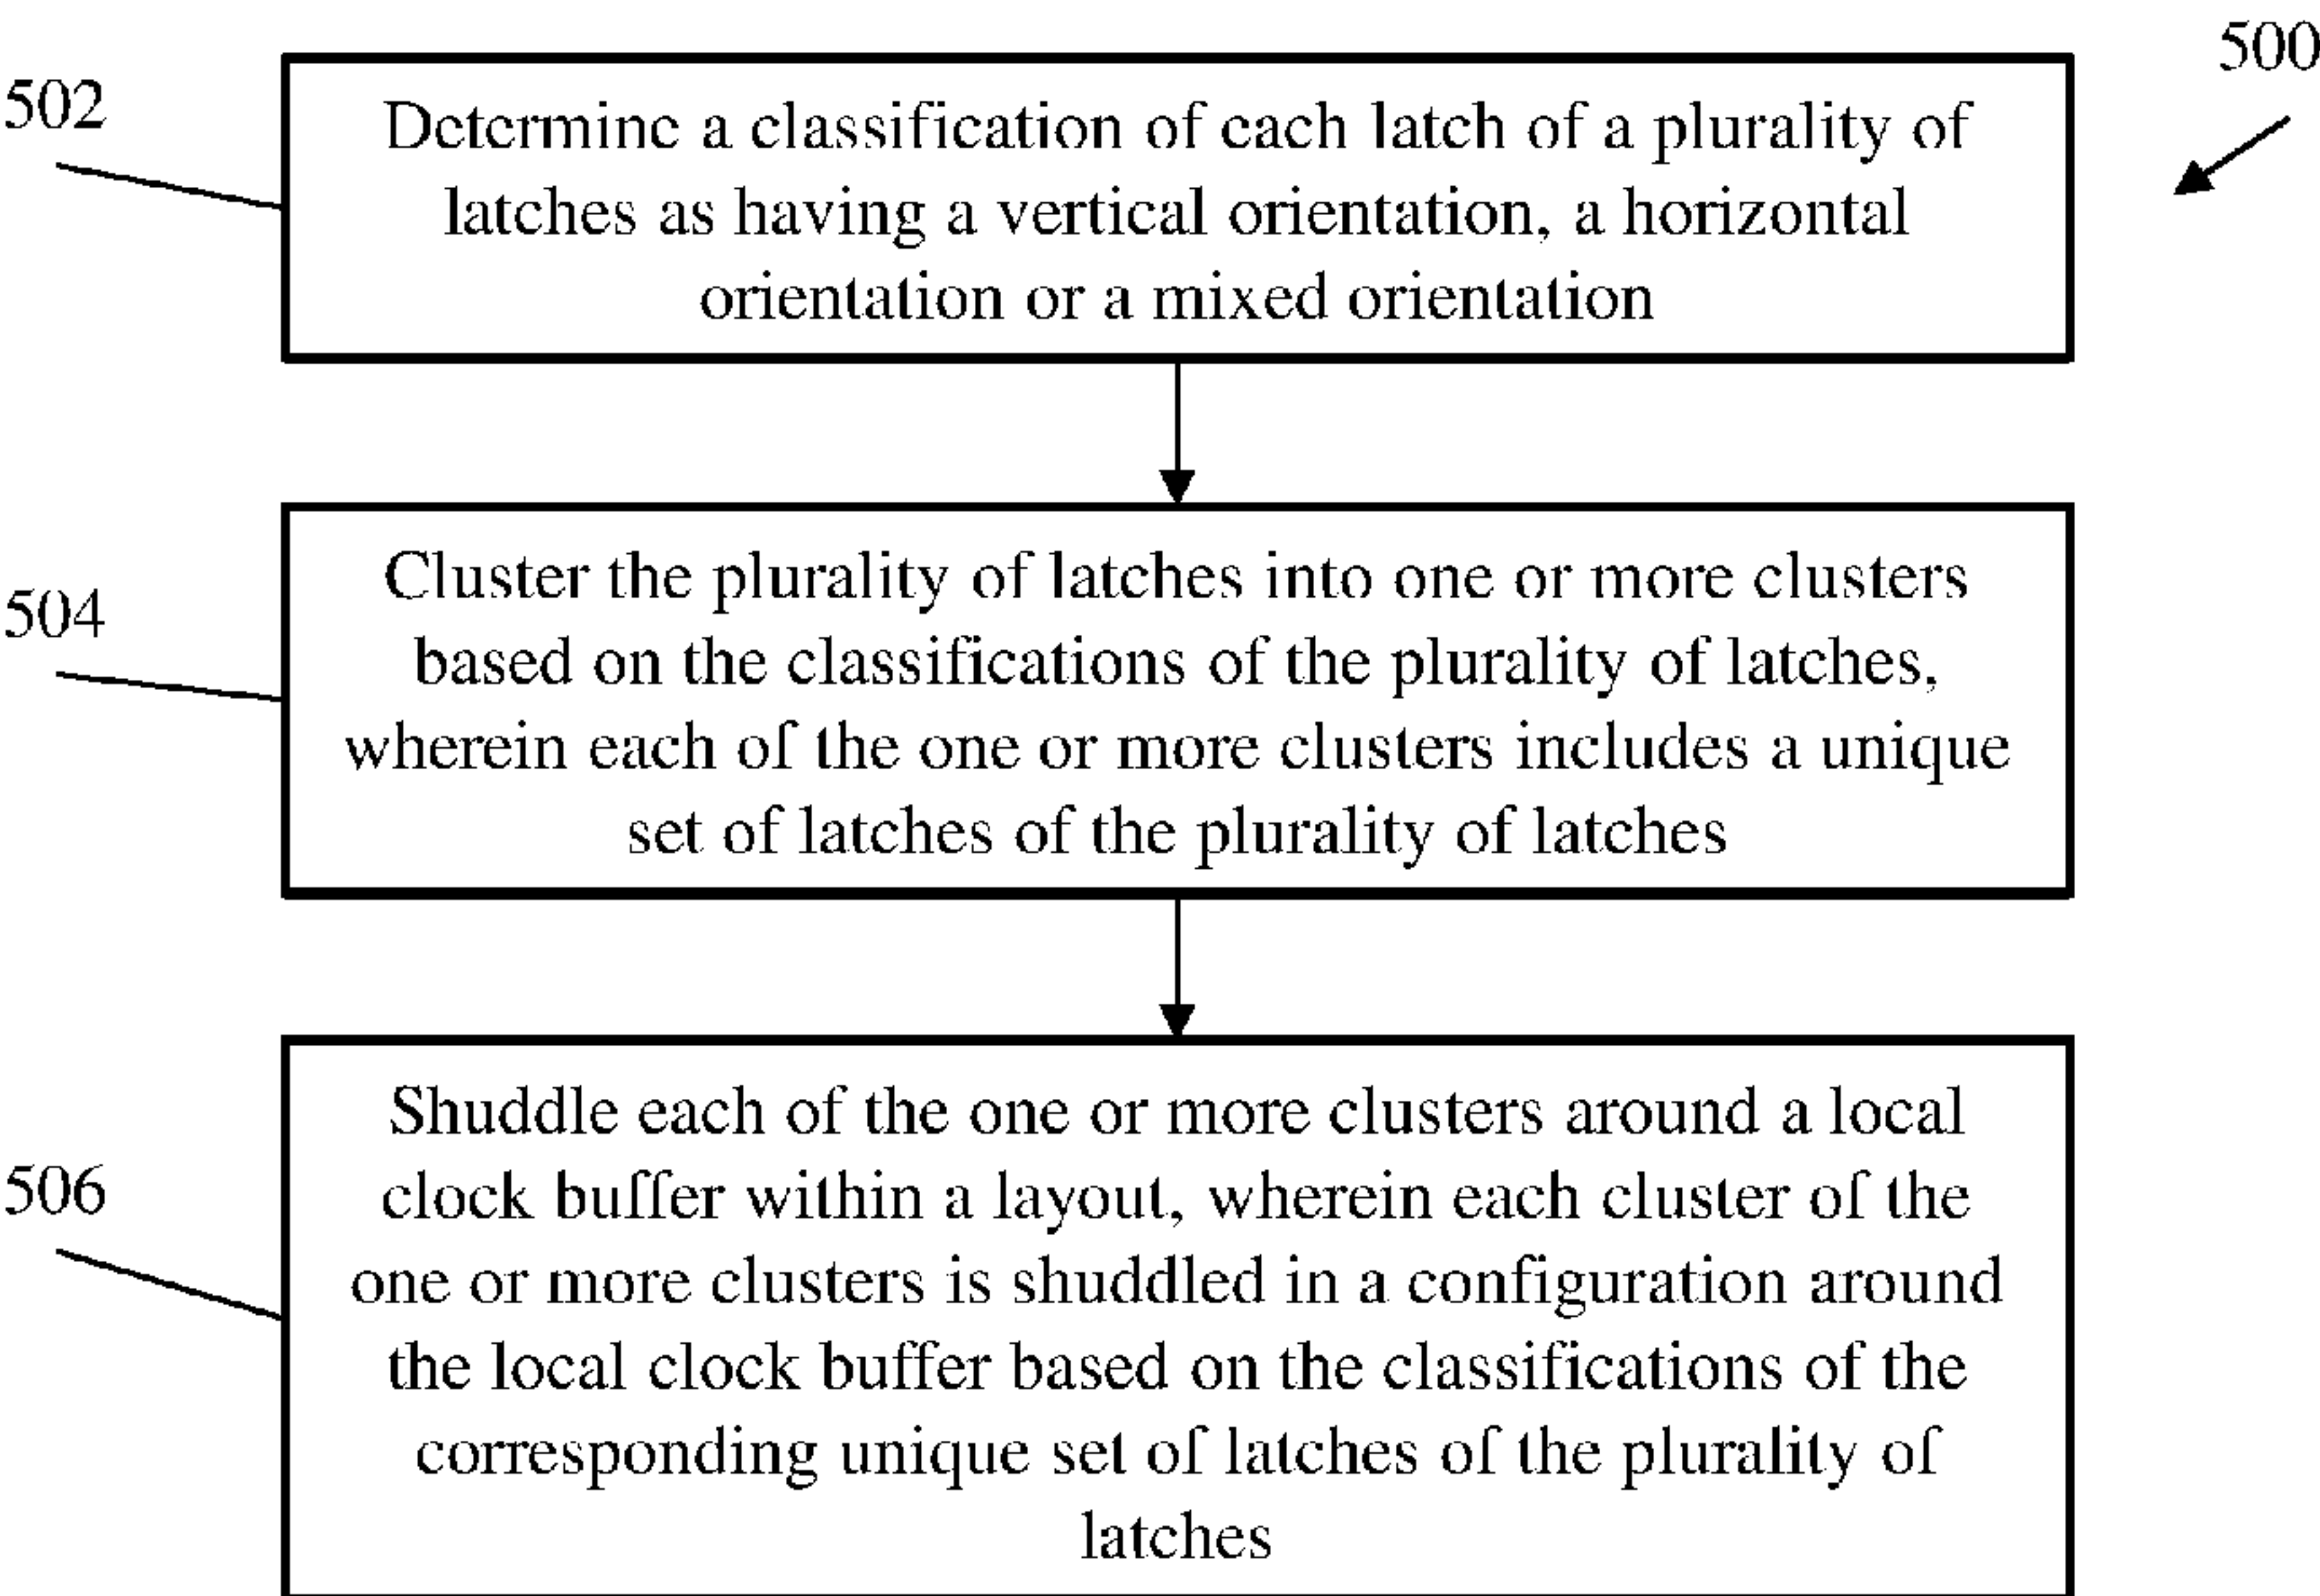 500
502
Determine a classification of each latch of a plurality of
latches as having a vertical orientation, a horizontal
orientation or a mixed orientation
504
Cluster the plurality of latches into one or more clusters
based on the classifications of the plurality of latches,
wherein each of the one or more clusters includes a unique
set of latches of the plurality of latches
506
Shuddle each of the one or more clusters around a local
clock buffer within a layout, wherein each cluster of the
one or more clusters is shuddled in a configuration around
the local clock buffer based on the classifications of the
corresponding unique set of latches of the plurality of
latches